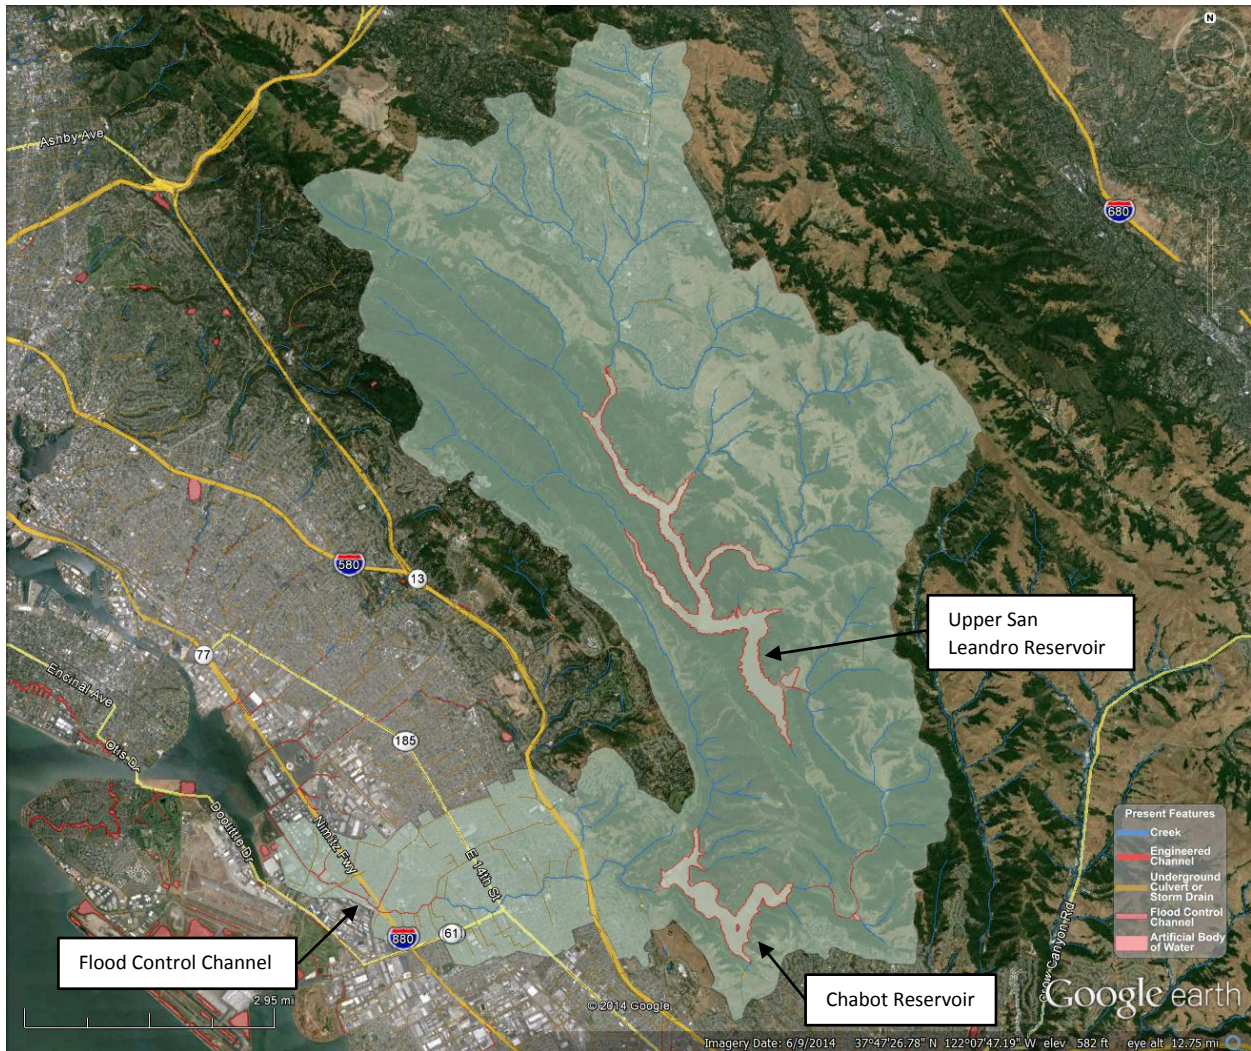 N
Ashby Ave
680
580
13
77
Encinal Ave
Otis Dr
Doolittle Dr
185
Nimitz Fwy
E 14th St
61
880
Upper San
Leandro Reservoir
Flood Control Channel
Chabot Reservoir
Present Features
Creek
Engineered
Channel
Underground
Culvert or
Storm Drain
Flood Control
Channel
Artificial Body
of Water
Crow Canyon Rd
2.95 mi
© 2014 Google
Google earth
Imagery Date: 6/9/2014 37°47'26.78" N 122°07'47.19" W elev 582 ft eye alt 12.75 mi